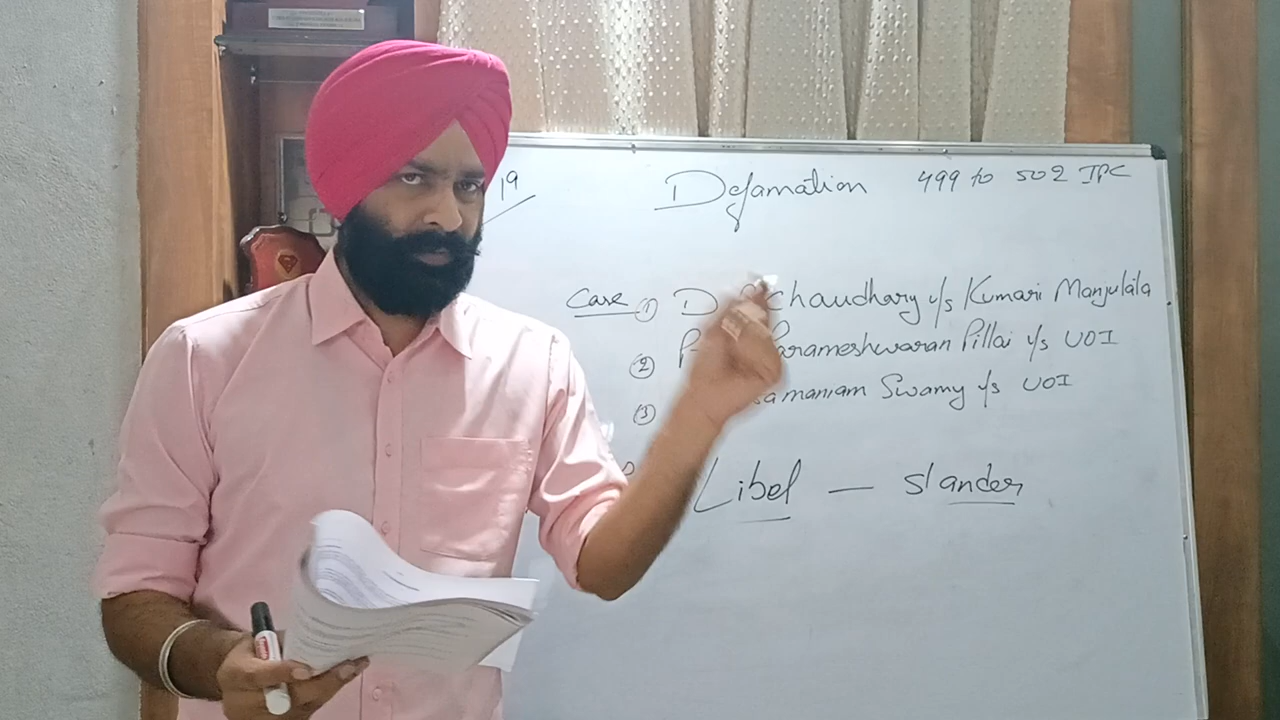 19 Defamation 499 to 502 IPC
Case ① D chaudhary v/s Kumari Manjulata
② P arameshwaran Pillai v/s UOI
③ amaniam Swamy v/s UOI
Libel — Slander